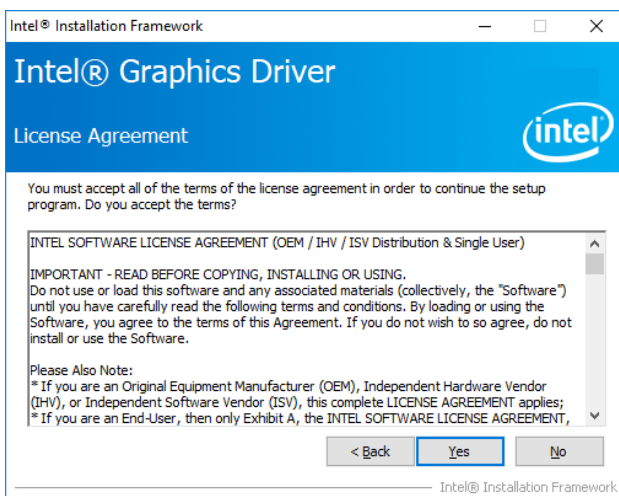 Intel® Installation Framework
Intel® Graphics Driver
License Agreement
intel
You must accept all of the terms of the license agreement in order to continue the setup
program. Do you accept the terms?
INTEL SOFTWARE LICENSE AGREEMENT (OEM / IHV / ISV Distribution & Single User)
IMPORTANT - READ BEFORE COPYING, INSTALLING OR USING.
Do not use or load this software and any associated materials (collectively, the "Software")
until you have carefully read the following terms and conditions. By loading or using the
Software, you agree to the terms of this Agreement. If you do not wish to so agree, do not
install or use the Software.
Please Also Note:
* If you are an Original Equipment Manufacturer (OEM), Independent Hardware Vendor
(IHV), or Independent Software Vendor (ISV), this complete LICENSE AGREEMENT applies;
* If you are an End-User, then only Exhibit A, the INTEL SOFTWARE LICENSE AGREEMENT,
< Back Yes No
Intel® Installation Framework